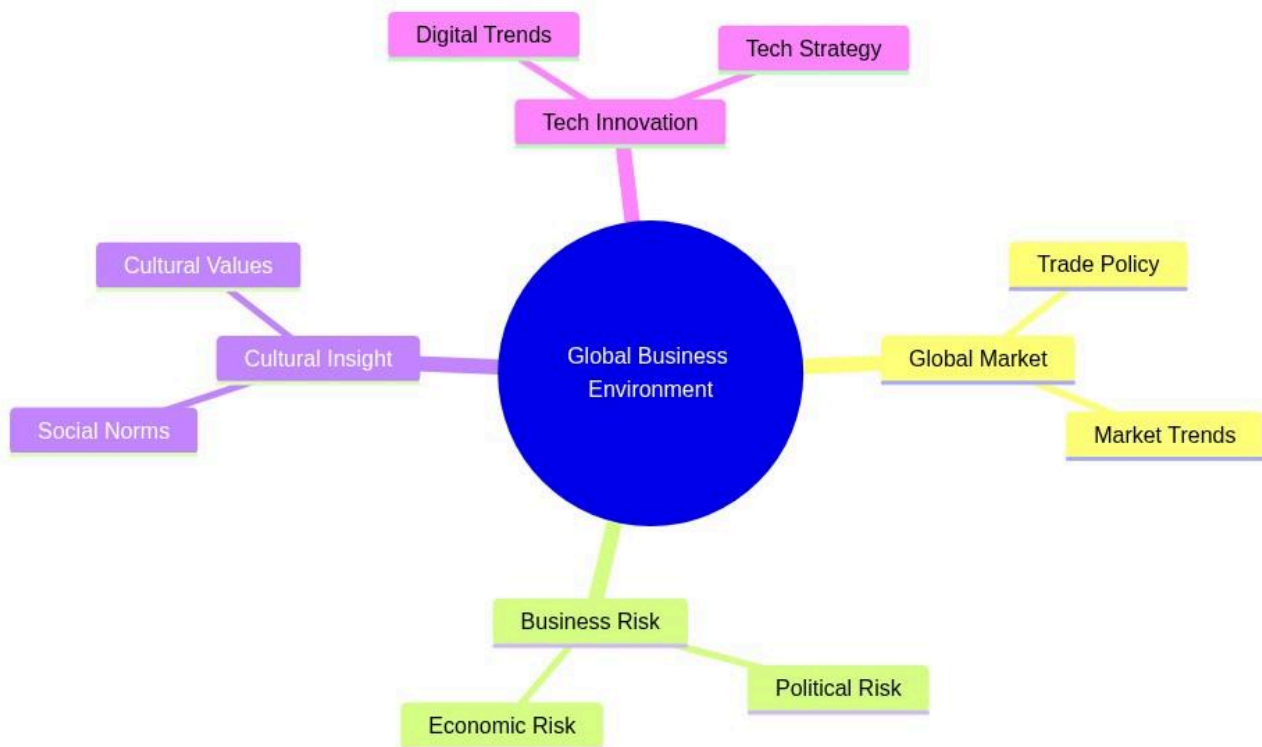 Digital Trends
Tech Strategy
Tech Innovation
Cultural Values
Trade Policy
Cultural Insight
Global Business
Environment
Global Market
Social Norms
Market Trends
Business Risk
Political Risk
Economic Risk